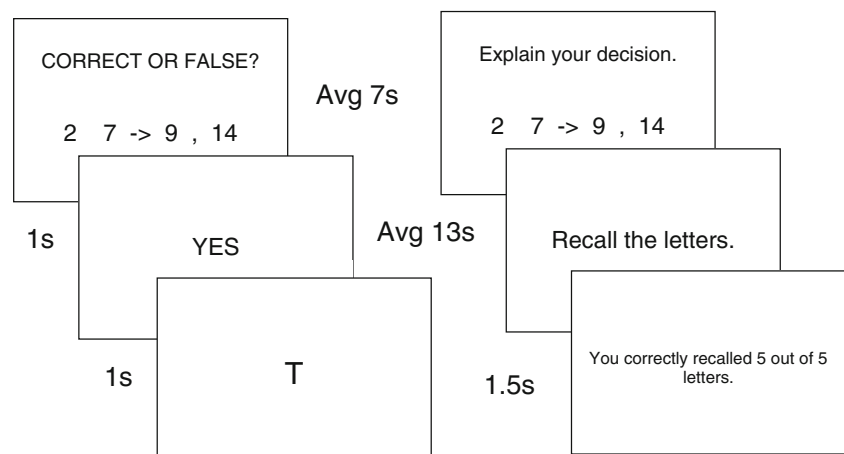 CORRECT OR FALSE?
2 7 -> 9 , 14
1s
YES
1s
T
Avg 7s
Explain your decision.
2 7 -> 9 , 14
Avg 13s
Recall the letters.
1.5s
You correctly recalled 5 out of 5
letters.